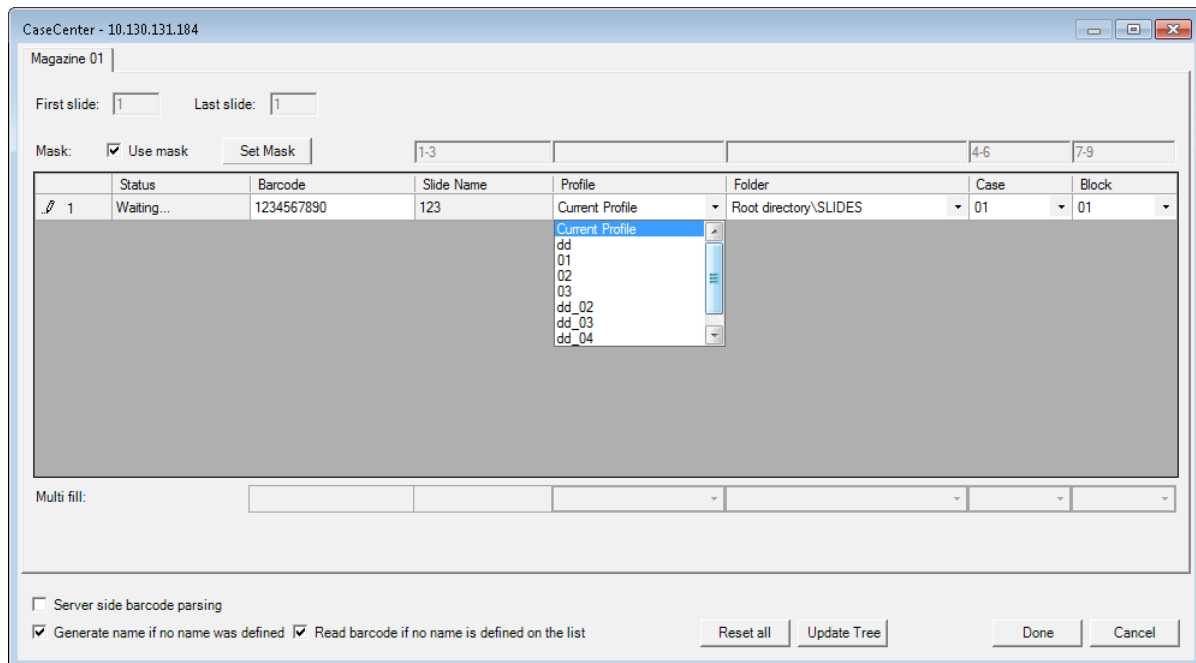 CaseCenter - 10.130.131.184
Magazine 01
First slide: 1 Last slide: 1
Mask: Use mask Set Mask 1-3 4-6 7-9
Status Barcode Slide Name Profile Folder Case Block
1 Waiting... 1234567890 123 Current Profile Root directory\SLIDES 01 01
Current Profile
dd
01
02
03
dd_02
dd_03
dd_04
Multi fill:
Server side barcode parsing
Generate name if no name was defined Read barcode if no name is defined on the list Reset all Update Tree Done Cancel